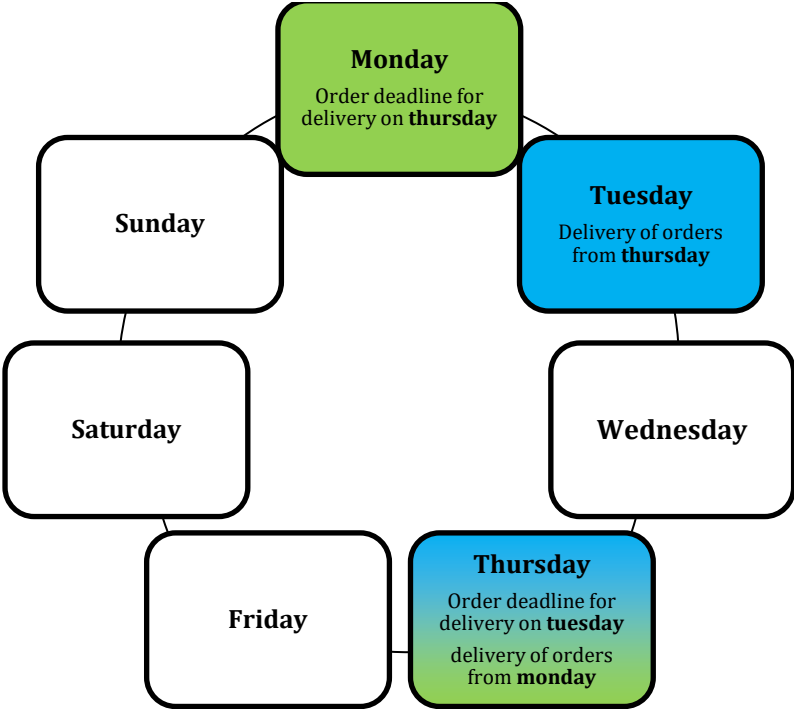 Monday
Order deadline for
delivery on thursday
Tuesday
Delivery of orders
from thursday
Wednesday
Thursday
Order deadline for
delivery on tuesday
delivery of orders
from monday
Friday
Saturday
Sunday